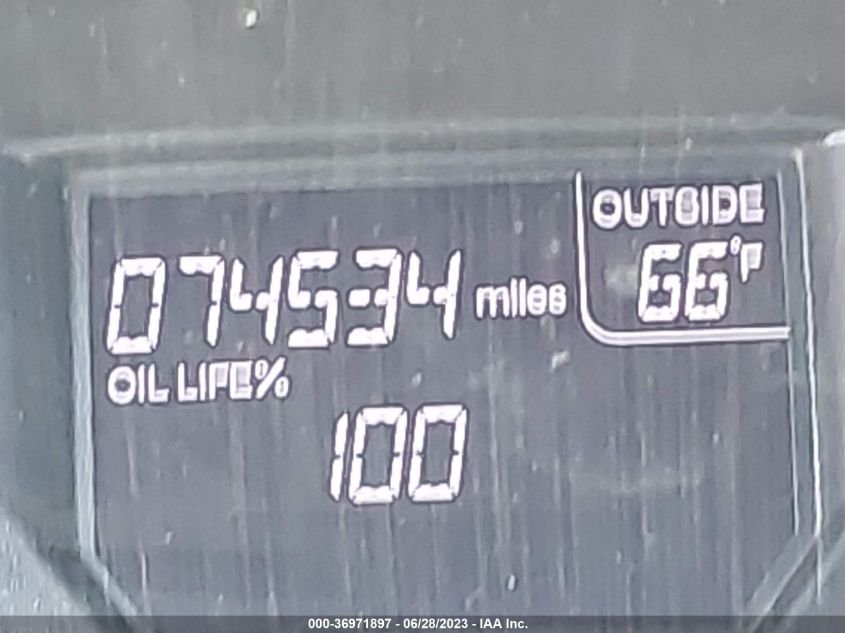 OUTSIDE
074534 miles
66°F
OIL LIFE%
100
000-36971897 - 06/28/2023 - IAA Inc.